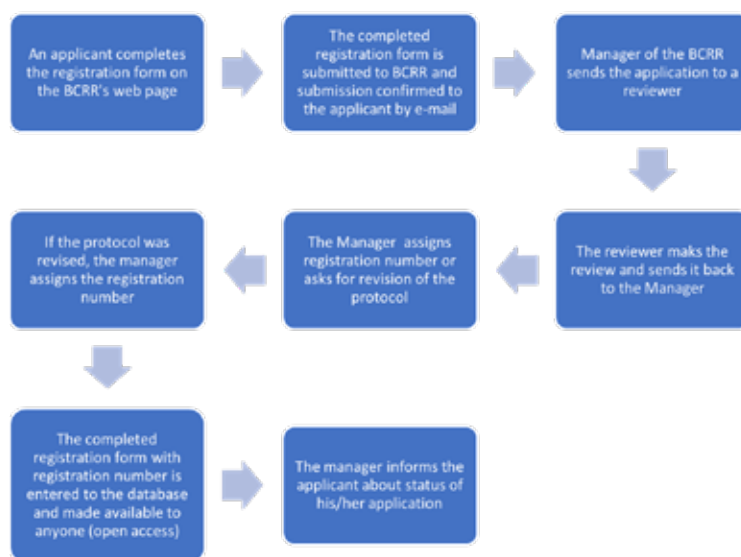 An applicant completes
the registration form on
the BCRR's web page
The completed
registration form is
submitted to BCRR and
submission confirmed to
the applicant by e-mail
Manager of the BCRR
sends the application to a
reviewer
The reviewer maks the
review and sends it back
to the Manager
The Manager assigns
registration number or
asks for revision of the
protocol
If the protocol was
revised, the manager
assigns the registration
number
The completed
registration form with
registration number is
entered to the database
and made available to
anyone (open access)
The manager informs the
applicant about status of
his/her application